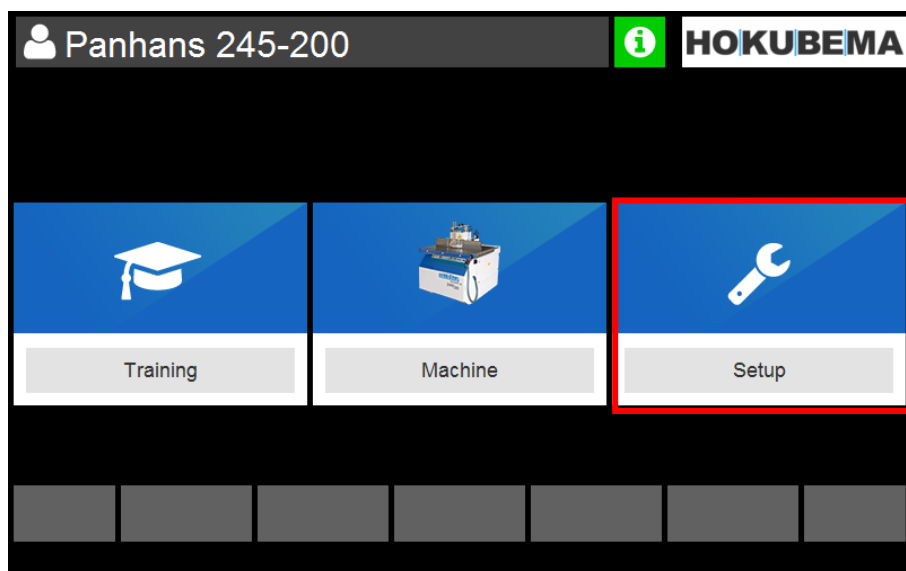 Panhans 245-200
HOKUBEMA
Training
Machine
Setup